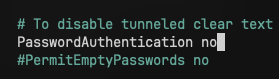 # To disable tunneled clear text
PasswordAuthentication no
#PermitEmptyPasswords no